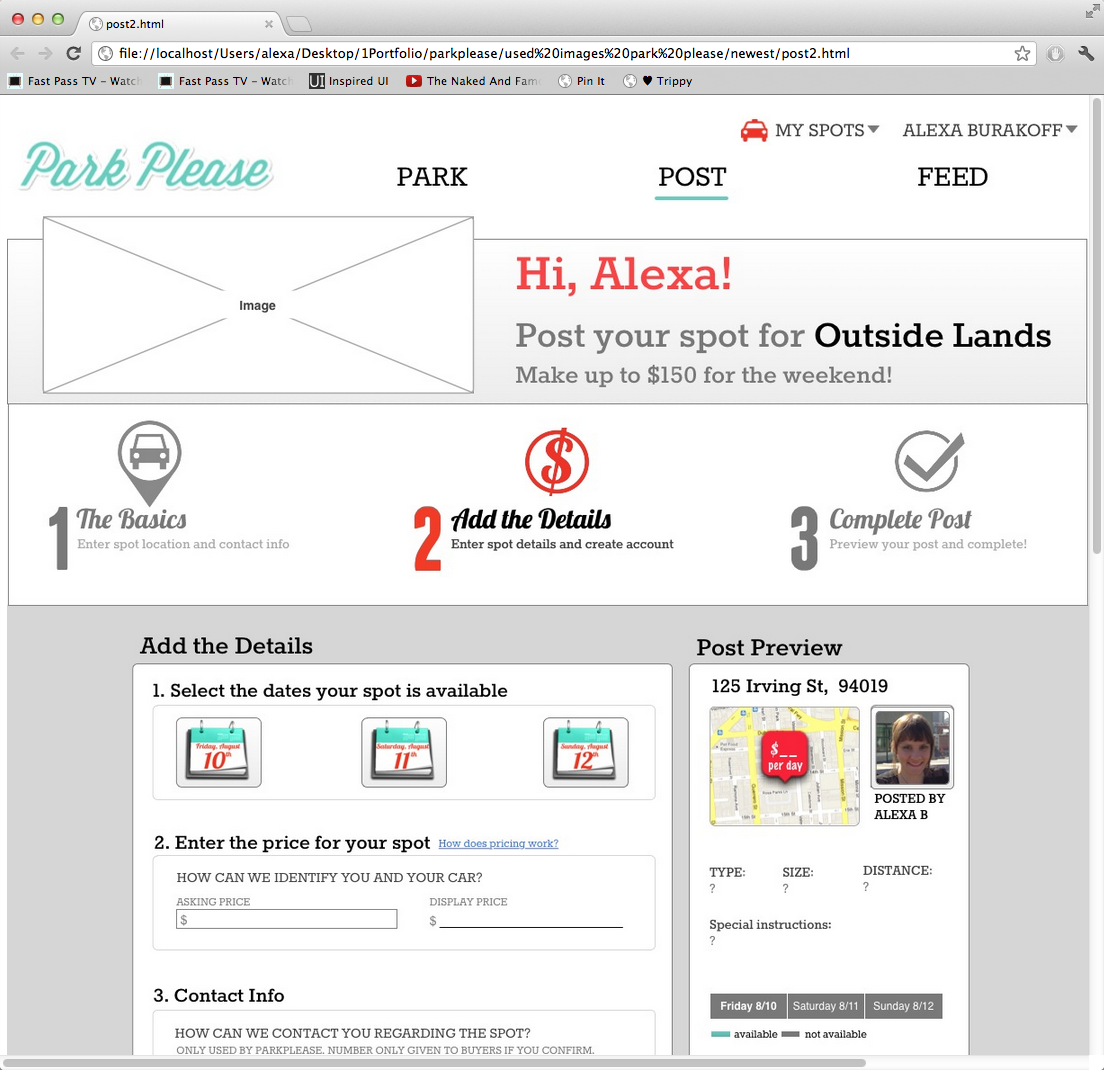 post2.html
file://localhost/Users/alexa/Desktop/1Portfolio/parkplease/used%20images%20park%20please/newest/post2.html
Fast Pass TV – Watch
Fast Pass TV – Watch
UI Inspired UI
The Naked And Fam
Pin It
♥ Trippy
MY SPOTS
ALEXA BURAKOFF
Park Please
PARK
POST
FEED
Image
Hi, Alexa!
Post your spot for Outside Lands
Make up to $150 for the weekend!
$
1 The Basics
Enter spot location and contact info
2 Add the Details
Enter spot details and create account
3 Complete Post
Preview your post and complete!
Add the Details
1. Select the dates your spot is available
Friday, August
10th
Saturday, August
11th
Sunday, August
12th
2. Enter the price for your spot How does pricing work?
HOW CAN WE IDENTIFY YOU AND YOUR CAR?
ASKING PRICE
$
DISPLAY PRICE
$
3. Contact Info
HOW CAN WE CONTACT YOU REGARDING THE SPOT?
ONLY USED BY PARKPLEASE. NUMBER ONLY GIVEN TO BUYERS IF YOU CONFIRM.
Post Preview
125 Irving St, 94019
$__
per day
POSTED BY
ALEXA B
TYPE:
?
SIZE:
?
DISTANCE:
?
Special instructions:
?
Friday 8/10
Saturday 8/11
Sunday 8/12
available
not available